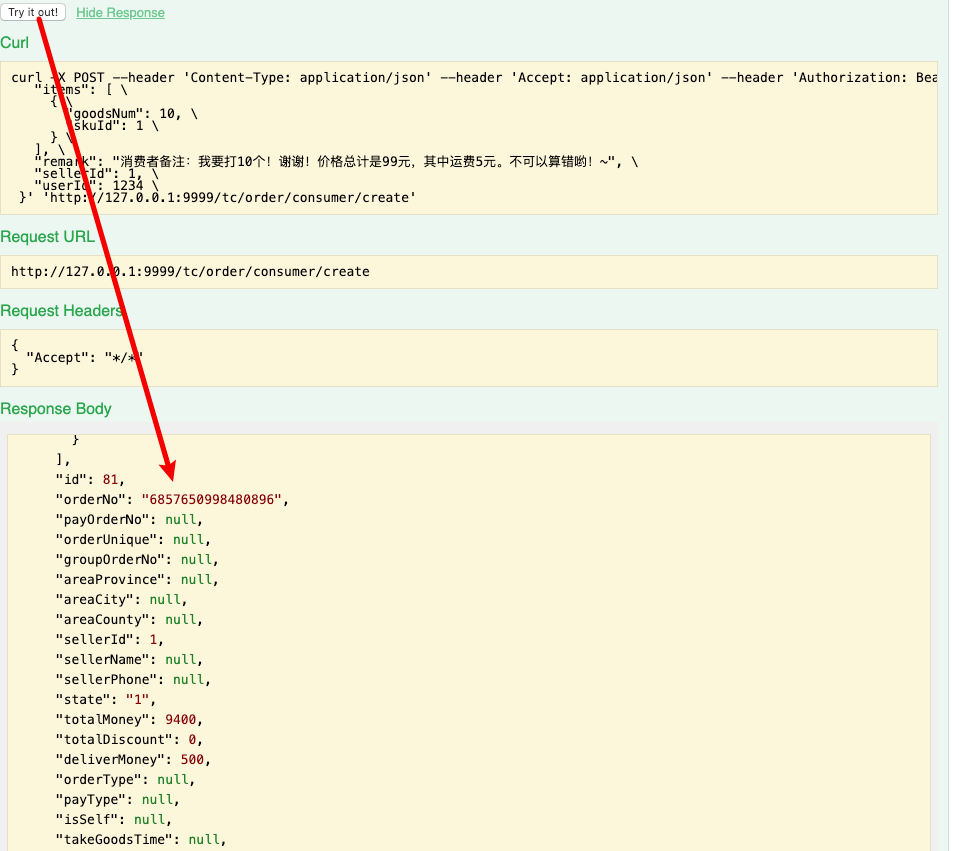 Try it out! Hide Response
Curl
curl -X POST --header 'Content-Type: application/json' --header 'Accept: application/json' --header 'Authorization: Bea
"items": [ \
{ \
"goodsNum": 10, \
"skuId": 1 \
} \
], \
"remark": "消费者备注：我要打10个！谢谢！价格总计是99元，其中运费5元。不可以算错哟！~", \
"sellerId": 1, \
"userId": 1234 \
}' 'http://127.0.0.1:9999/tc/order/consumer/create'
Request URL
http://127.0.0.1:9999/tc/order/consumer/create
Request Headers
{
"Accept": "*/*"
}
Response Body
}
],
"id": 81,
"orderNo": "6857650998480896",
"payOrderNo": null,
"orderUnique": null,
"groupOrderNo": null,
"areaProvince": null,
"areaCity": null,
"areaCounty": null,
"sellerId": 1,
"sellerName": null,
"sellerPhone": null,
"state": "1",
"totalMoney": 9400,
"totalDiscount": 0,
"deliverMoney": 500,
"orderType": null,
"payType": null,
"isSelf": null,
"takeGoodsTime": null,